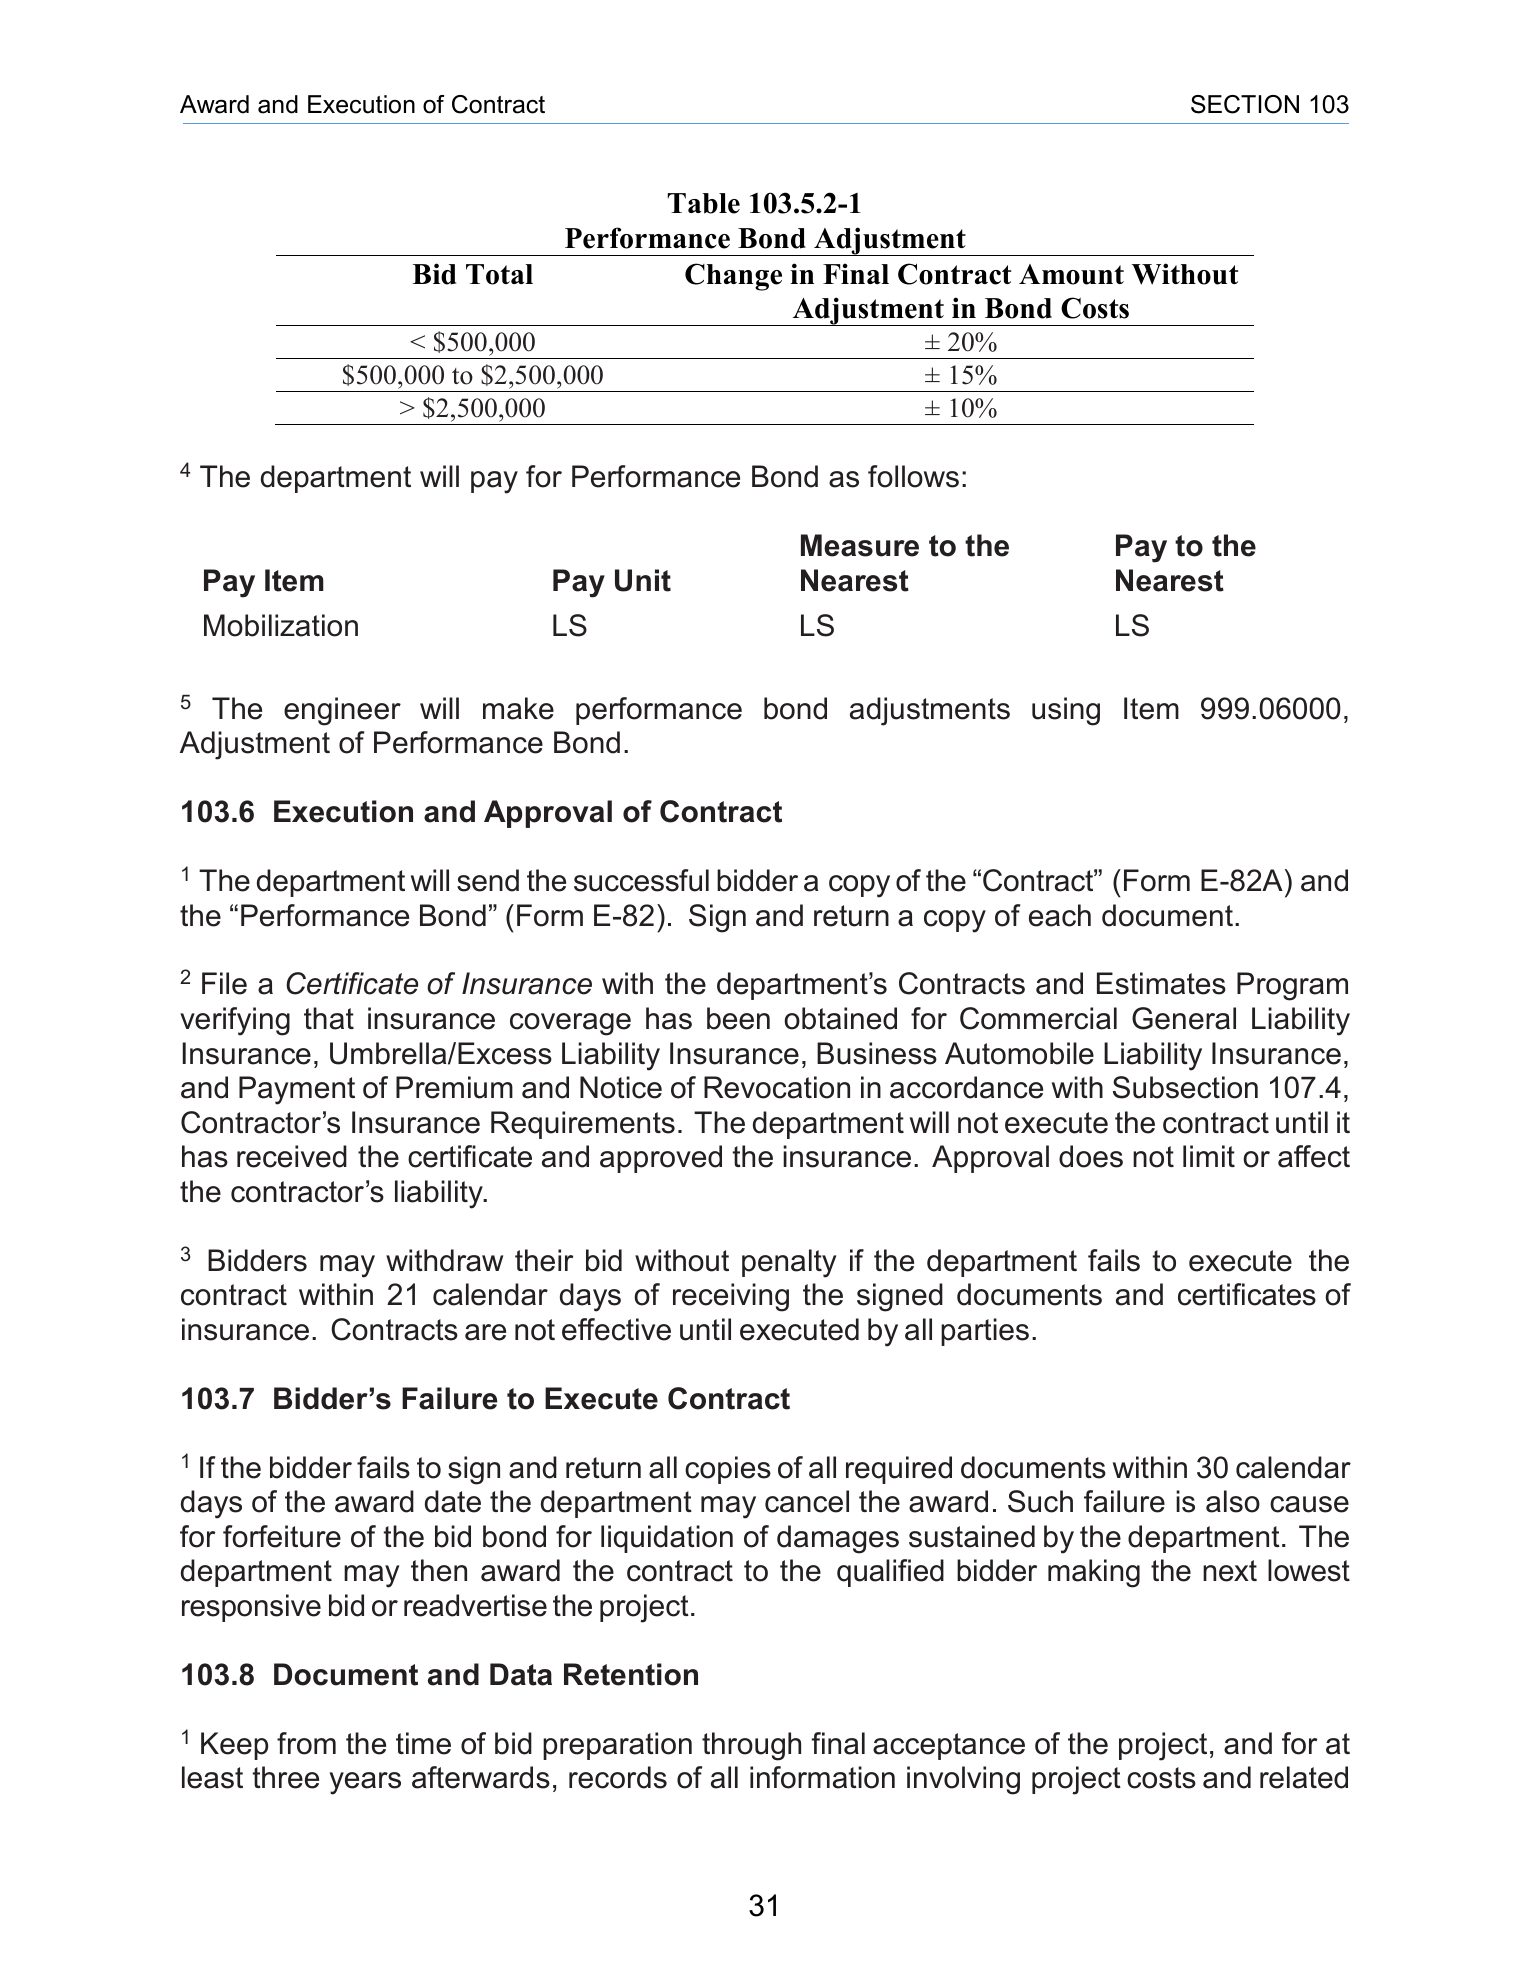 Award and Execution of Contract SECTION 103
Table 103.5.2-1
Performance Bond Adjustment
Bid Total Change in Final Contract Amount Without
Adjustment in Bond Costs
< $500,000 ± 20%
$500,000 to $2,500,000 ± 15%
> $2,500,000 ± 10%
4 The department will pay for Performance Bond as follows:
Measure to the Pay to the
Pay Item Pay Unit Nearest Nearest
Mobilization LS LS LS
5 The engineer will make performance bond adjustments using Item 999.06000,
Adjustment of Performance Bond.
103.6 Execution and Approval of Contract
1 The department will send the successful bidder a copy of the “Contract” (Form E-82A) and
the “Performance Bond” (Form E-82). Sign and return a copy of each document.
2 File a Certificate of Insurance with the department’s Contracts and Estimates Program
verifying that insurance coverage has been obtained for Commercial General Liability
Insurance, Umbrella/Excess Liability Insurance, Business Automobile Liability Insurance,
and Payment of Premium and Notice of Revocation in accordance with Subsection 107.4,
Contractor’s Insurance Requirements. The department will not execute the contract until it
has received the certificate and approved the insurance. Approval does not limit or affect
the contractor’s liability.
3 Bidders may withdraw their bid without penalty if the department fails to execute the
contract within 21 calendar days of receiving the signed documents and certificates of
insurance. Contracts are not effective until executed by all parties.
103.7 Bidder’s Failure to Execute Contract
1 If the bidder fails to sign and return all copies of all required documents within 30 calendar
days of the award date the department may cancel the award. Such failure is also cause
for forfeiture of the bid bond for liquidation of damages sustained by the department. The
department may then award the contract to the qualified bidder making the next lowest
responsive bid or readvertise the project.
103.8 Document and Data Retention
1 Keep from the time of bid preparation through final acceptance of the project, and for at
least three years afterwards, records of all information involving project costs and related
31